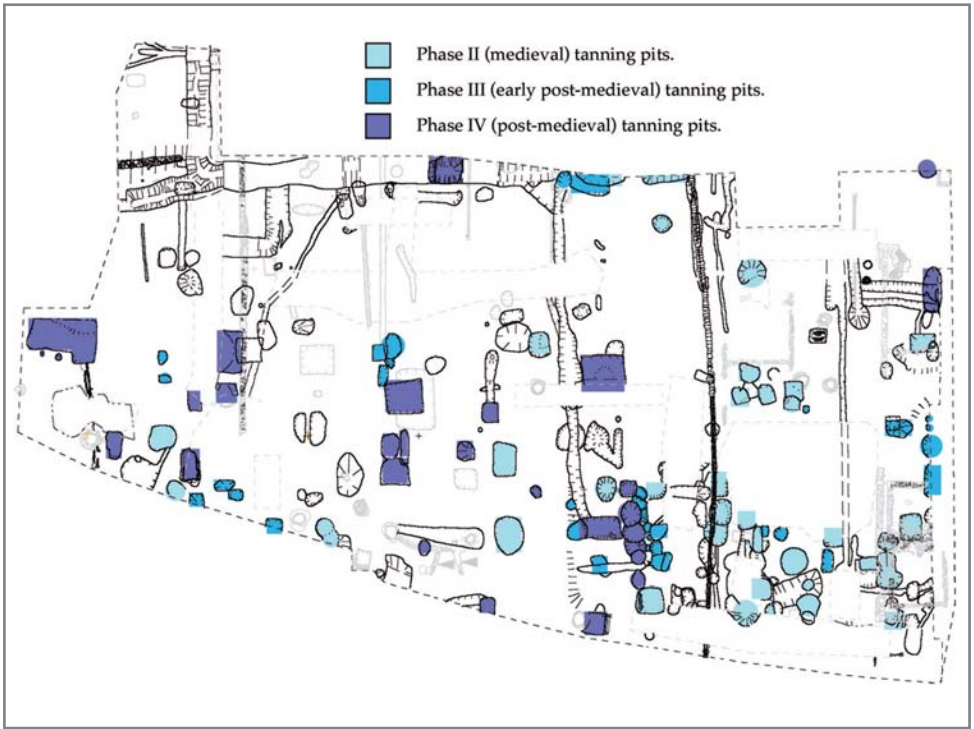 Phase II (medieval) tanning pits.
Phase III (early post-medieval) tanning pits.
Phase IV (post-medieval) tanning pits.